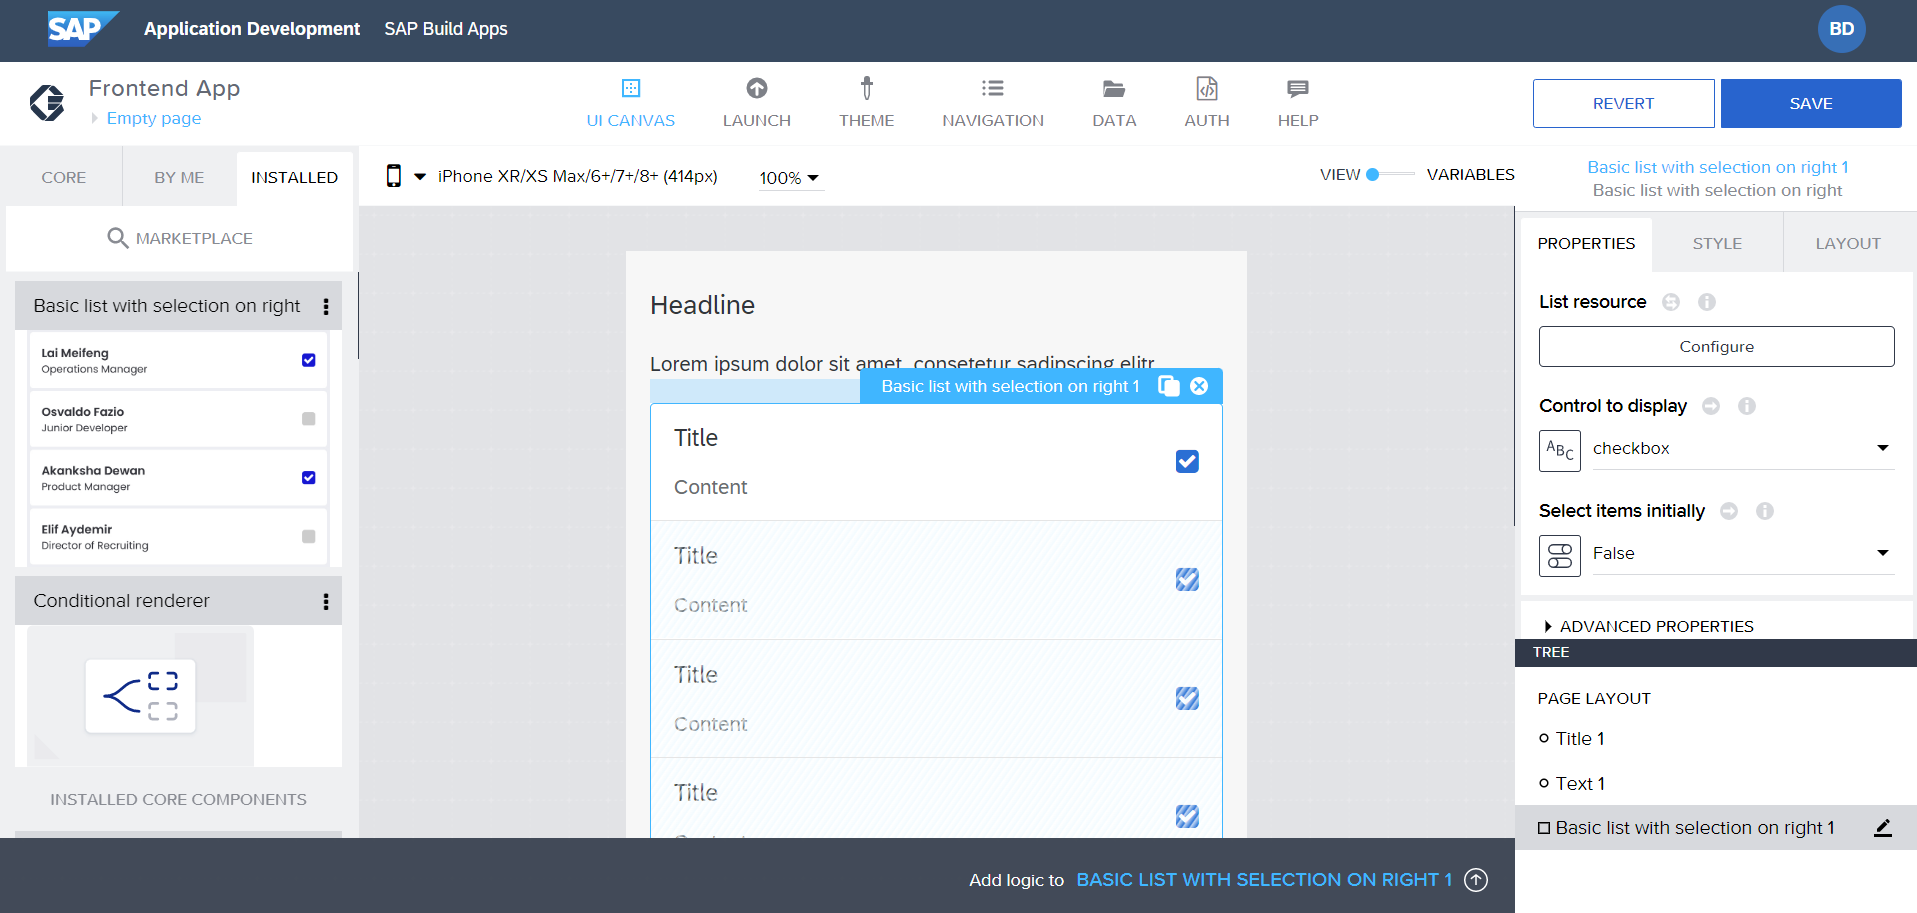 SAP
Application Development
SAP Build Apps
BD
Frontend App
Empty page
UI CANVAS
LAUNCH
THEME
NAVIGATION
DATA
AUTH
HELP
REVERT
SAVE
CORE
BY ME
INSTALLED
MARKETPLACE
Basic list with selection on right
Lai Meifeng
Operations Manager
Osvaldo Fazio
Junior Developer
Akanksha Dewan
Product Manager
Elif Aydemir
Director of Recruiting
Conditional renderer
INSTALLED CORE COMPONENTS
iPhone XR/XS Max/6+/7+/8+ (414px)
100%
VIEW
VARIABLES
Headline
Lorem ipsum dolor sit amet, consetetur sadipscing elitr
Basic list with selection on right 1
Title
Content
Title
Content
Title
Content
Title
Add logic to BASIC LIST WITH SELECTION ON RIGHT 1
Basic list with selection on right 1
Basic list with selection on right
PROPERTIES
STYLE
LAYOUT
List resource
Configure
Control to display
ABC
checkbox
Select items initially
False
ADVANCED PROPERTIES
TREE
PAGE LAYOUT
Title 1
Text 1
Basic list with selection on right 1